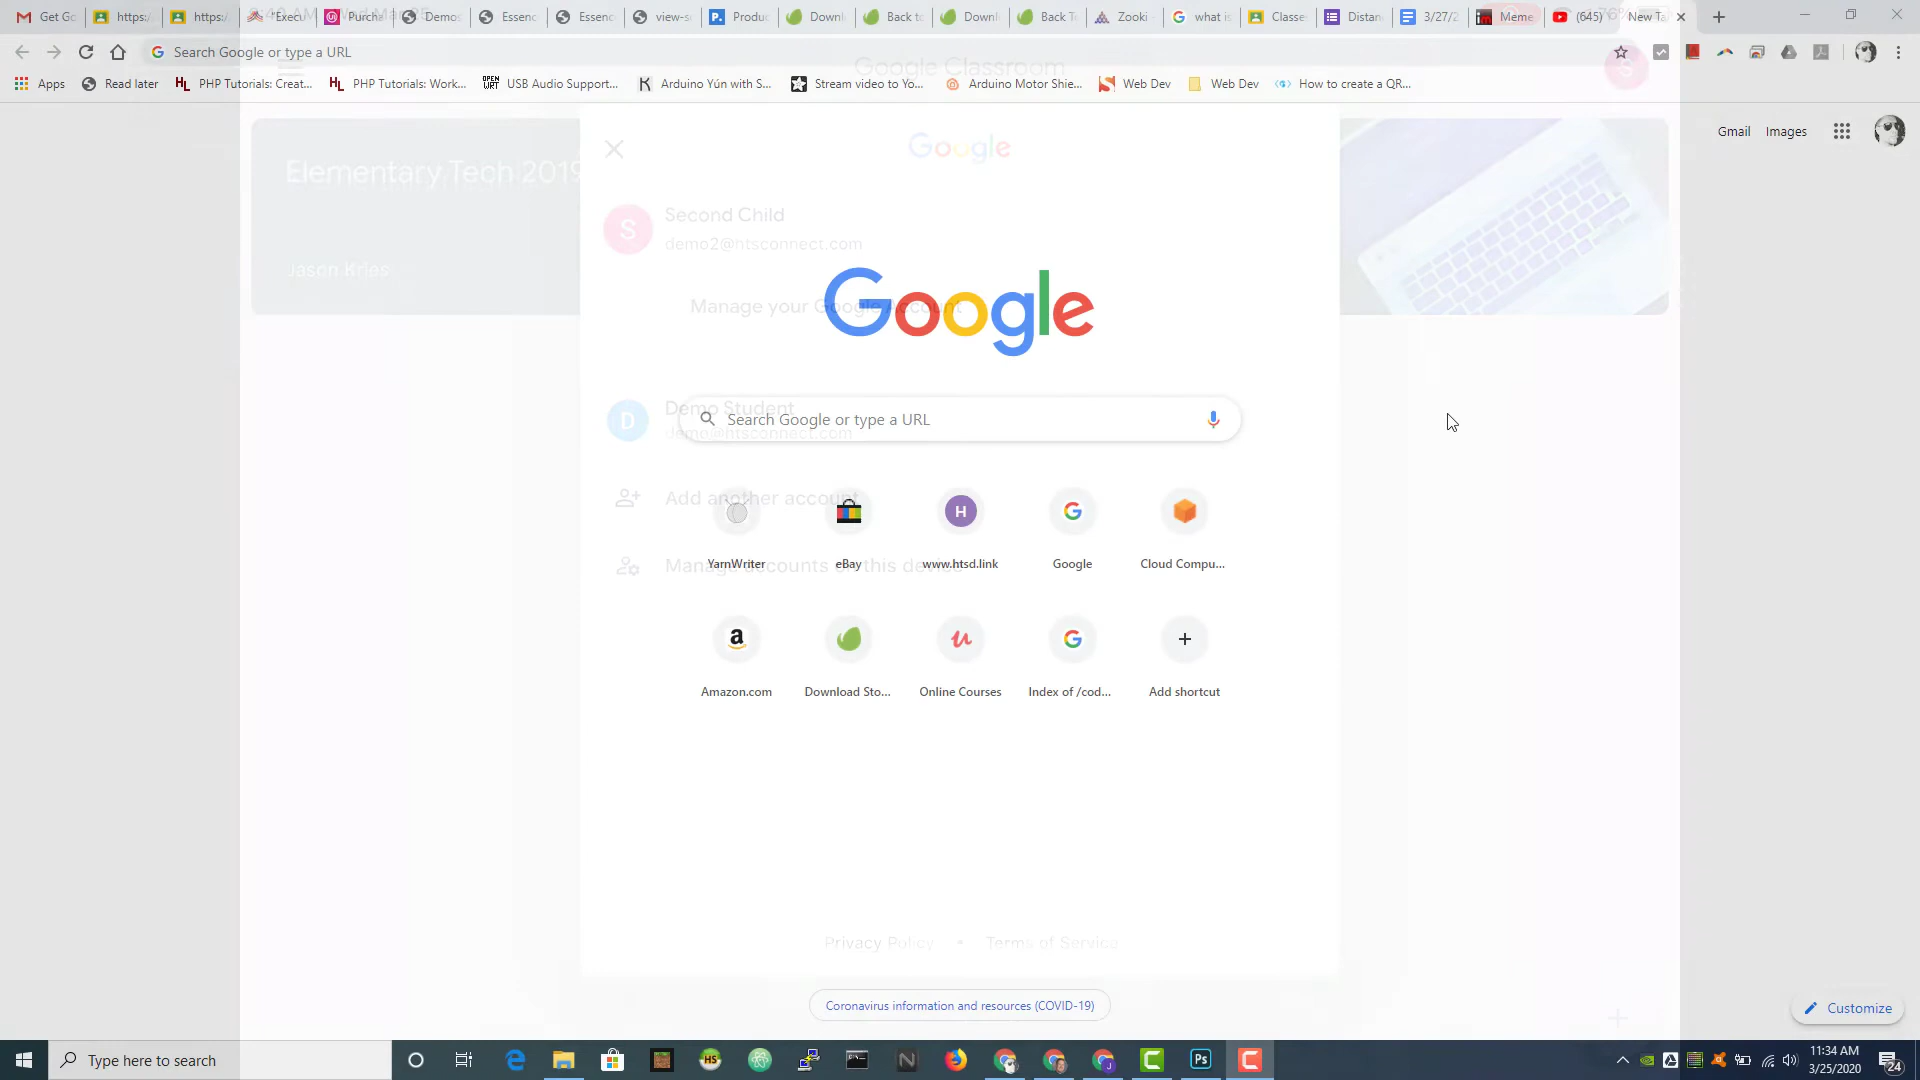 Get Go
https:/
https:/
"Execu
Purch
Demo
Essenc
Essenc
view-s
Produ
Downl
Back to
Downl
Back T
Zooki
what is
Classe
Distan
3/27/2
Meme
(645)
New Ta
Search Google or type a URL
Google Classroom
Apps
Read later
PHP Tutorials: Creat...
PHP Tutorials: Work...
USB Audio Support...
Arduino Yún with S...
Stream video to Yo...
Arduino Motor Shie...
Web Dev
Web Dev
How to create a QR...
Gmail
Images
Google
Elementary Tech 2019
Jason Kries
S
Second Child
demo2@htsconnect.com
Manage your Google Account
Google
D
Demo Student
demo@htsconnect.com
Search Google or type a URL
Add another account
H
YarnWriter
eBay
www.htsd.link
Google
Cloud Compu...
Manage accounts on this device
Amazon.com
Download Sto...
Online Courses
Index of /cod...
Add shortcut
Privacy Policy • Terms of Service
Coronavirus information and resources (COVID-19)
Customize
Type here to search
Ps
11:34 AM
3/25/2020
24